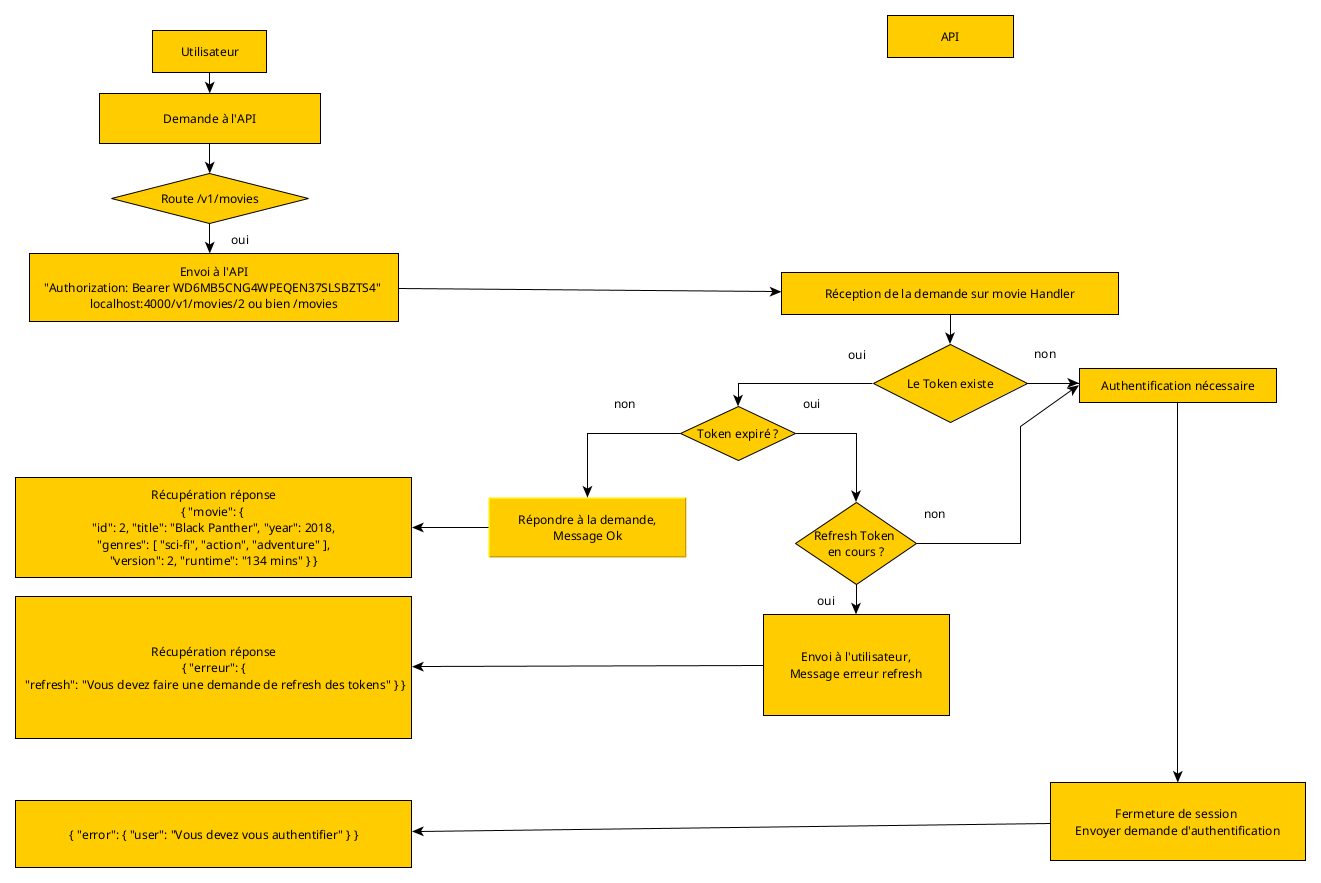 Utilisateur
API
Demande à l'API
Route /v1/movies
oui
Envoi à l'API
"Authorization: Bearer WD6MB5CNG4WPEQEN37SLSBZTS4"
localhost:4000/v1/movies/2 ou bien /movies
Réception de la demande sur movie Handler
oui
non
Le Token existe
Authentification nécessaire
non
oui
Token expiré ?
Récupération réponse
{ "movie": {
"id": 2, "title": "Black Panther", "year": 2018,
"genres": [ "sci-fi", "action", "adventure" ],
"version": 2, "runtime": "134 mins" } }
Répondre à la demande,
Message Ok
non
Refresh Token
en cours ?
oui
Récupération réponse
{ "erreur": {
"refresh": "Vous devez faire une demande de refresh des tokens" } }
Envoi à l'utilisateur,
Message erreur refresh
{ "error": { "user": "Vous devez vous authentifier" } }
Fermeture de session
Envoyer demande d'authentification